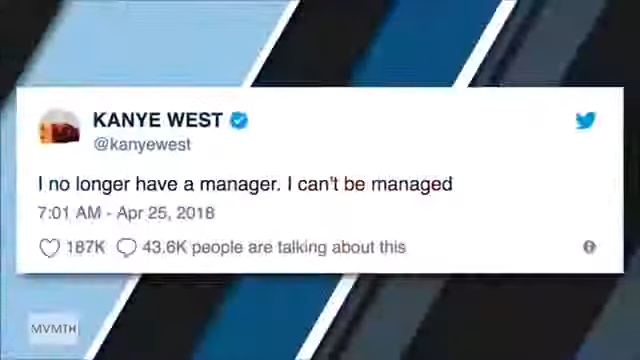 KANYE WEST
@kanyewest
I no longer have a manager. I can't be managed
7:01 AM - Apr 25, 2018
187K 43.6K people are talking about this
MVMTH